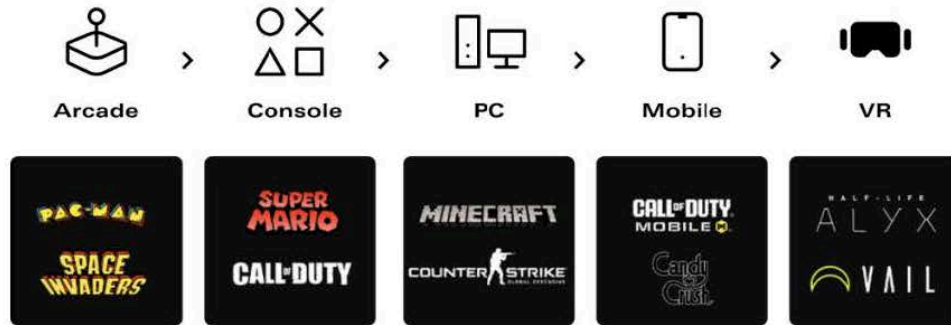 Arcade
Console
PC
Mobile
VR
PAC-MAN
SPACE
INVADERS
SUPER
MARIO
CALL OF DUTY
MINECRAFT
COUNTER STRIKE
GLOBAL OFFENSIVE
CALL OF DUTY
MOBILE
Candy
Crush
HALF-LIFE
ALYX
VAIL